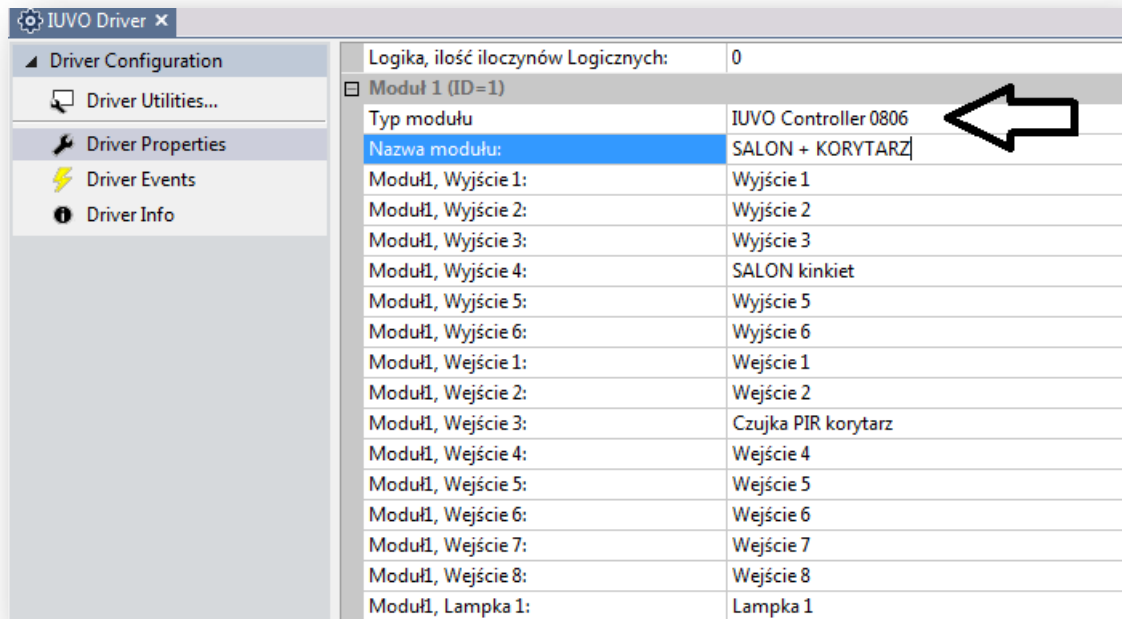 IUVO Driver ×
Driver Configuration
Driver Utilities...
Driver Properties
Driver Events
Driver Info
Logika, ilość iloczynów Logicznych: 0
Moduł 1 (ID=1)
Typ modułu IUVO Controller 0806
Nazwa modułu: SALON + KORYTARZ
Moduł1, Wyjście 1: Wyjście 1
Moduł1, Wyjście 2: Wyjście 2
Moduł1, Wyjście 3: Wyjście 3
Moduł1, Wyjście 4: SALON kinkiet
Moduł1, Wyjście 5: Wyjście 5
Moduł1, Wyjście 6: Wyjście 6
Moduł1, Wejście 1: Wejście 1
Moduł1, Wejście 2: Wejście 2
Moduł1, Wejście 3: Czujka PIR korytarz
Moduł1, Wejście 4: Wejście 4
Moduł1, Wejście 5: Wejście 5
Moduł1, Wejście 6: Wejście 6
Moduł1, Wejście 7: Wejście 7
Moduł1, Wejście 8: Wejście 8
Moduł1, Lampka 1: Lampka 1